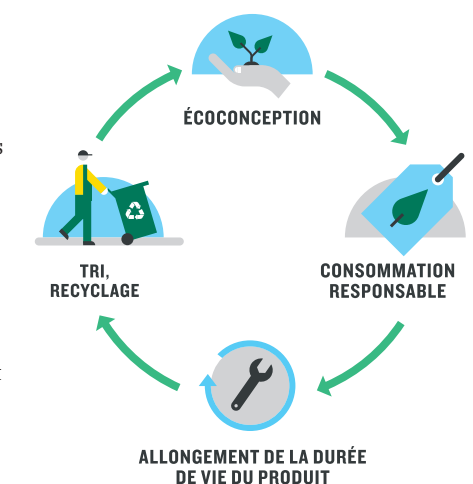 ÉCOCONCEPTION
CONSOMMATION
RESPONSABLE
ALLONGEMENT DE LA DURÉE
DE VIE DU PRODUIT
TRI,
RECYCLAGE